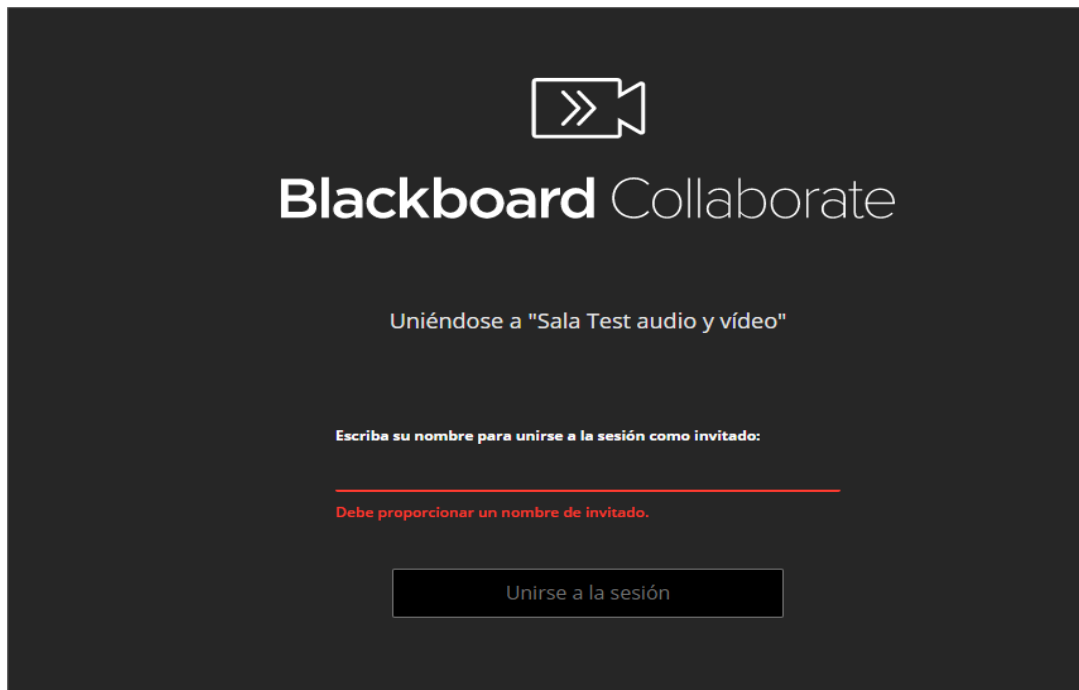 Blackboard Collaborate
Uniéndose a "Sala Test audio y vídeo"
Escriba su nombre para unirse a la sesión como invitado:
Debe proporcionar un nombre de invitado.
Unirse a la sesión